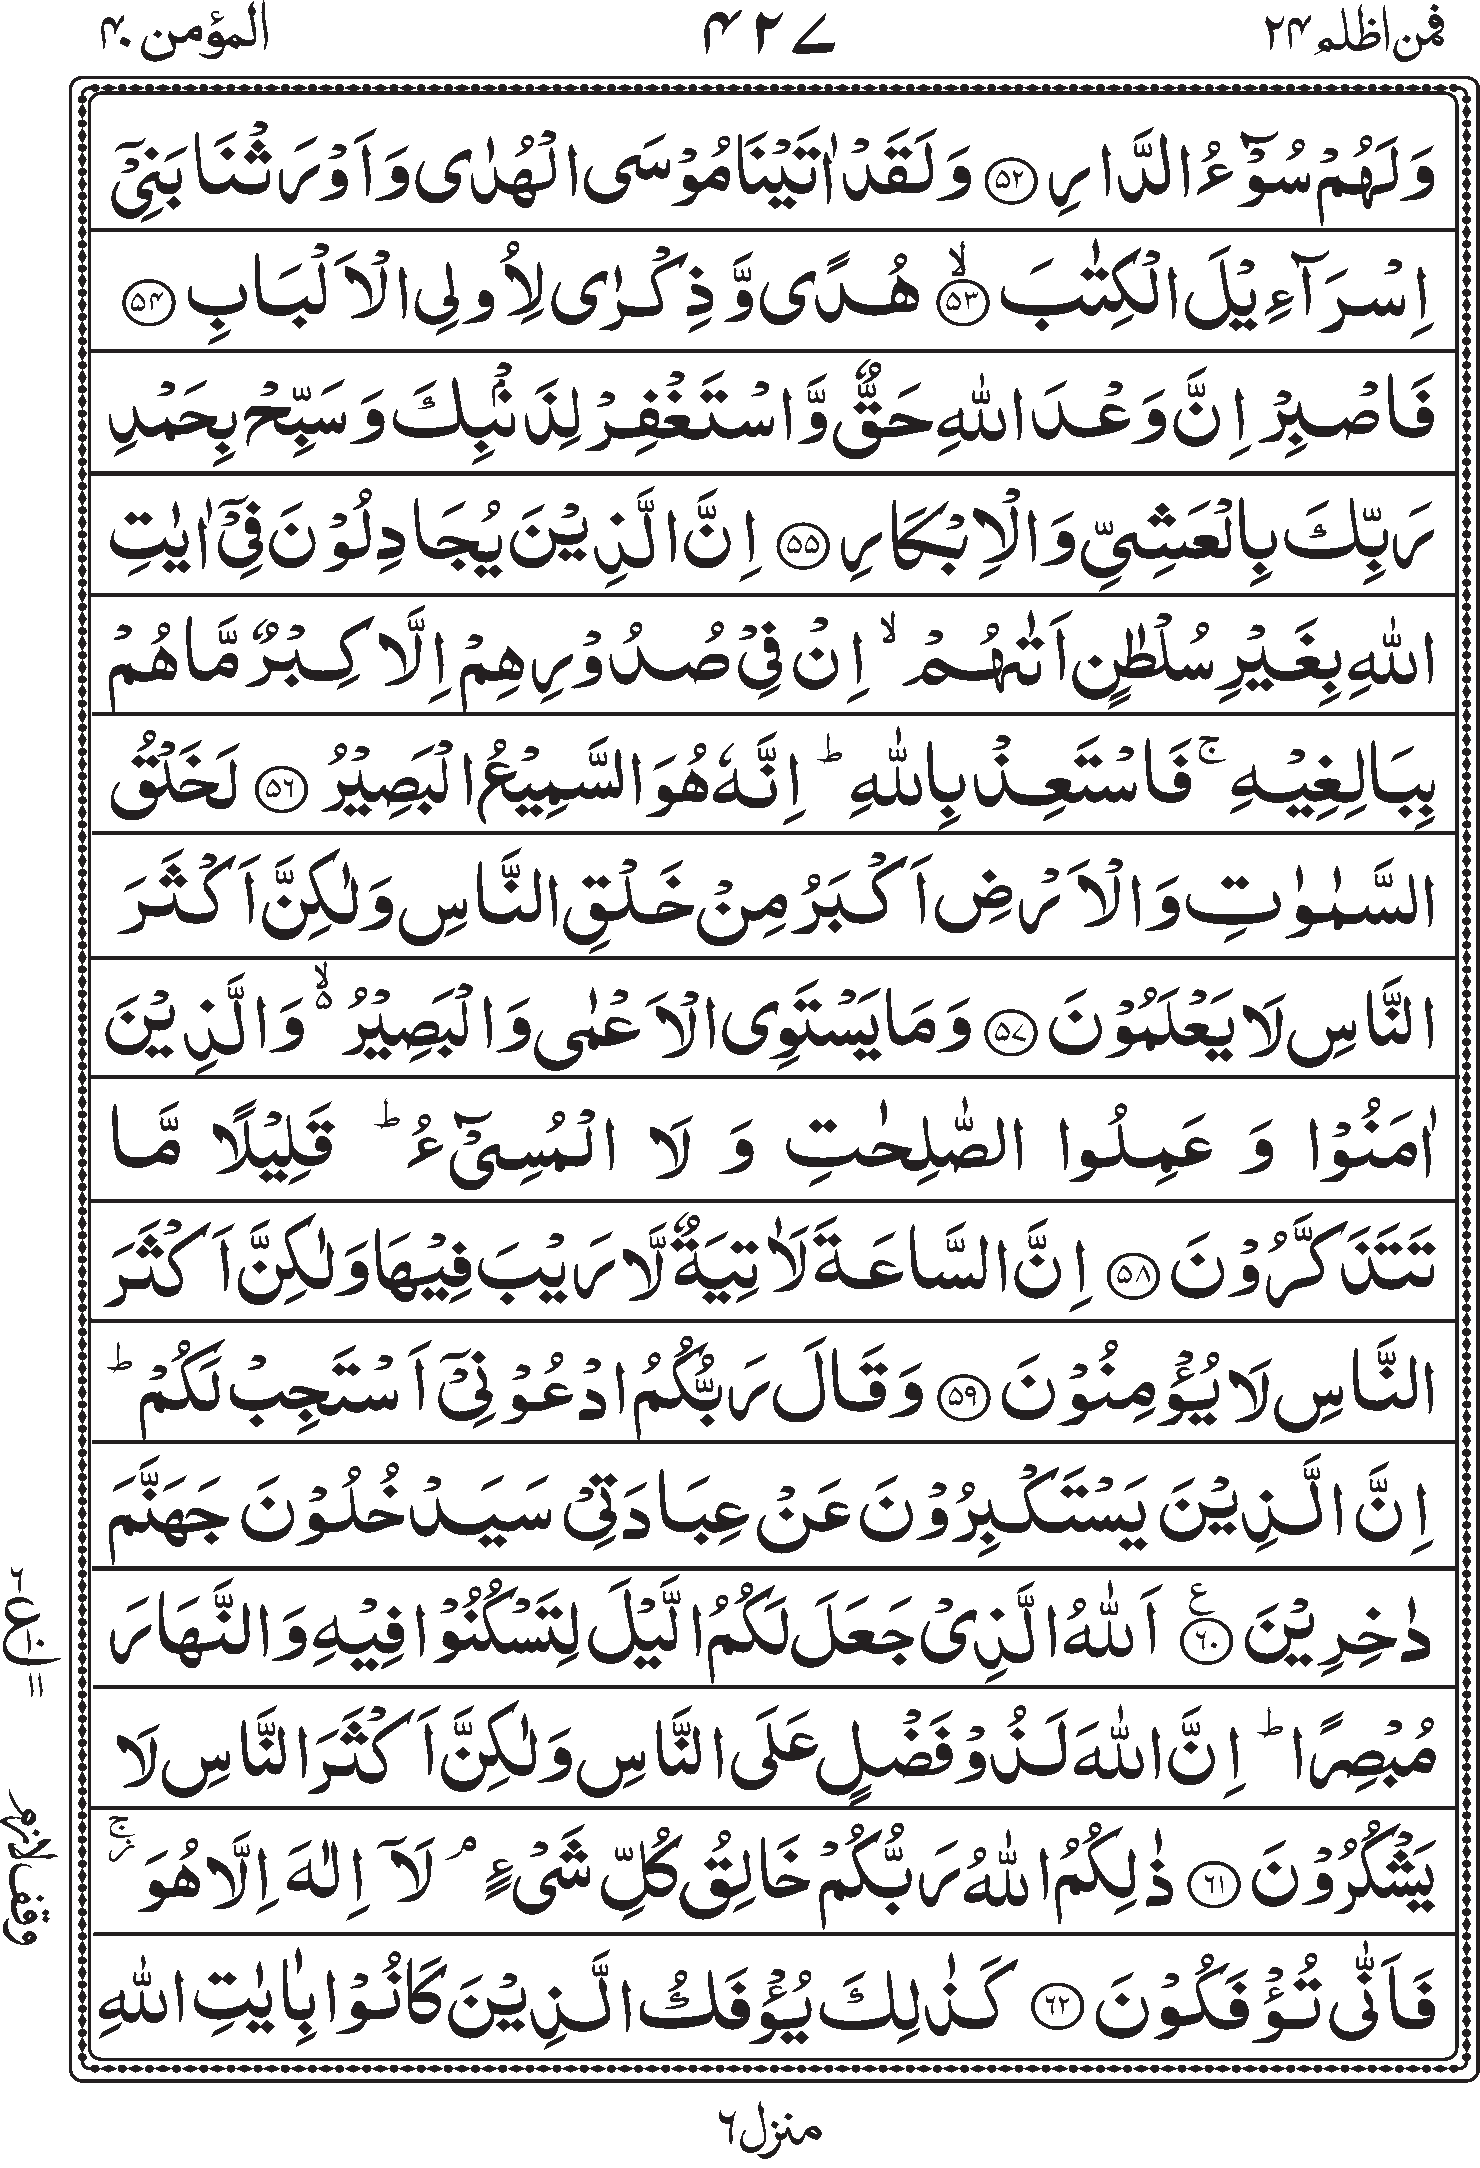 فمن اظلم ۲۴
۴۲۷
المؤمن ۴۰
وَلَهُمْ سُوْٓءُ الدَّارِ ۝۵۲ وَلَقَدْ اٰتَيْنَا مُوْسَى الْهُدٰى وَاَوْرَثْنَا بَنِيْٓ
اِسْرَآءِيْلَ الْكِتٰبَ ۝۵۳ۙ هُدًى وَّذِكْرٰى لِاُولِى الْاَلْبَابِ ۝۵۴
فَاصْبِرْ اِنَّ وَعْدَ اللّٰهِ حَقٌّ وَّاسْتَغْفِرْ لِذَنْۢبِكَ وَسَبِّحْ بِحَمْدِ
رَبِّكَ بِالْعَشِيِّ وَالْاِبْكَارِ ۝۵۵ اِنَّ الَّذِيْنَ يُجَادِلُوْنَ فِيْٓ اٰيٰتِ
اللّٰهِ بِغَيْرِ سُلْطٰنٍ اَتٰىهُمْ ۙ اِنْ فِيْ صُدُوْرِهِمْ اِلَّا كِبْرٌ مَّا هُمْ
بِبَالِغِيْهِ ۚ فَاسْتَعِذْ بِاللّٰهِ ؕ اِنَّهٗ هُوَ السَّمِيْعُ الْبَصِيْرُ ۝۵۶ لَخَلْقُ
السَّمٰوٰتِ وَالْاَرْضِ اَكْبَرُ مِنْ خَلْقِ النَّاسِ وَلٰكِنَّ اَكْثَرَ
النَّاسِ لَا يَعْلَمُوْنَ ۝۵۷ وَمَا يَسْتَوِى الْاَعْمٰى وَالْبَصِيْرُ ۬ۙ وَالَّذِيْنَ
اٰمَنُوْا وَ عَمِلُوا الصّٰلِحٰتِ وَ لَا الْمُسِيْٓءُ ؕ قَلِيْلًا مَّا
تَتَذَكَّرُوْنَ ۝۵۸ اِنَّ السَّاعَةَ لَاٰتِيَةٌ لَّا رَيْبَ فِيْهَا وَلٰكِنَّ اَكْثَرَ
النَّاسِ لَا يُؤْمِنُوْنَ ۝۵۹ وَقَالَ رَبُّكُمُ ادْعُوْنِيْٓ اَسْتَجِبْ لَكُمْ ؕ
اِنَّ الَّذِيْنَ يَسْتَكْبِرُوْنَ عَنْ عِبَادَتِيْ سَيَدْخُلُوْنَ جَهَنَّمَ
دٰخِرِيْنَ ۝۶۰ع اَللّٰهُ الَّذِيْ جَعَلَ لَكُمُ الَّيْلَ لِتَسْكُنُوْا فِيْهِ وَالنَّهَارَ
مُبْصِرًا ؕ اِنَّ اللّٰهَ لَذُوْ فَضْلٍ عَلَى النَّاسِ وَلٰكِنَّ اَكْثَرَ النَّاسِ لَا
يَشْكُرُوْنَ ۝۶۱ ذٰلِكُمُ اللّٰهُ رَبُّكُمْ خَالِقُ كُلِّ شَيْءٍ ۘ لَآ اِلٰهَ اِلَّا هُوَ ۚز
فَاَنّٰى تُؤْفَكُوْنَ ۝۶۲ كَذٰلِكَ يُؤْفَكُ الَّذِيْنَ كَانُوْا بِاٰيٰتِ اللّٰهِ
وقف لازم
منزل ۶